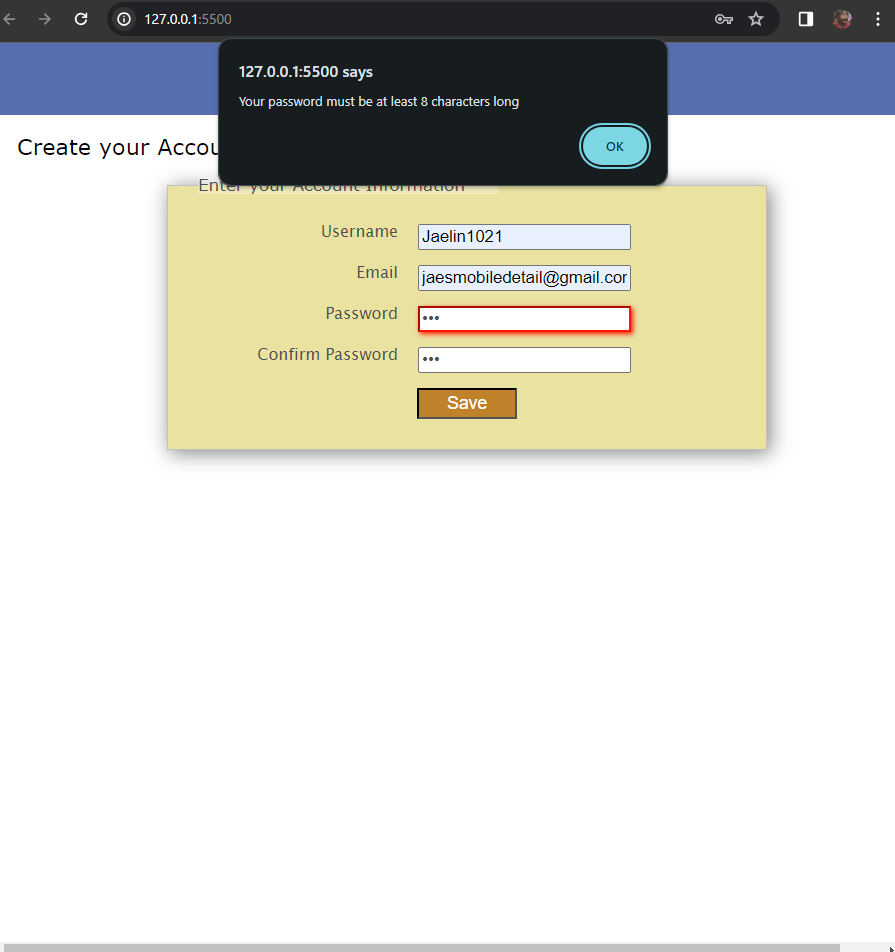 127.0.0.1:5500
127.0.0.1:5500 says
Your password must be at least 8 characters long
OK
Create your Accou
Enter your Account Information
Username
Jaelin1021
Email
jaesmobiledetail@gmail.cor
Password
•••
Confirm Password
•••
Save